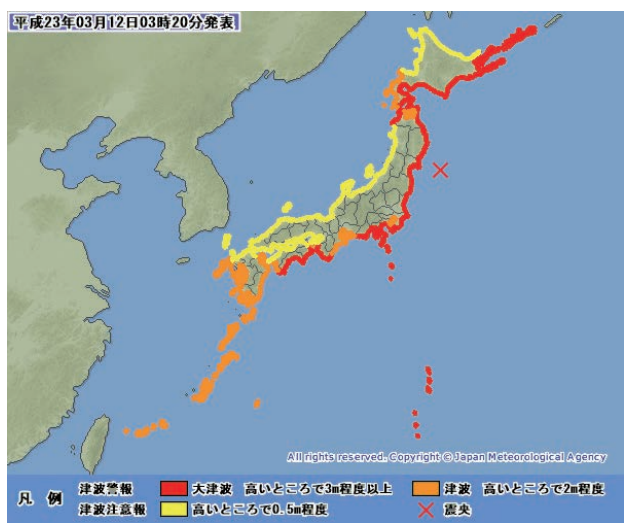 平成23年03月12日03時20分発表
All rights reserved. Copyright © Japan Meteorological Agency
凡 例
津波警報 大津波 高いところで3m程度以上 津波 高いところで2m程度
津波注意報 高いところで0.5m程度 震央